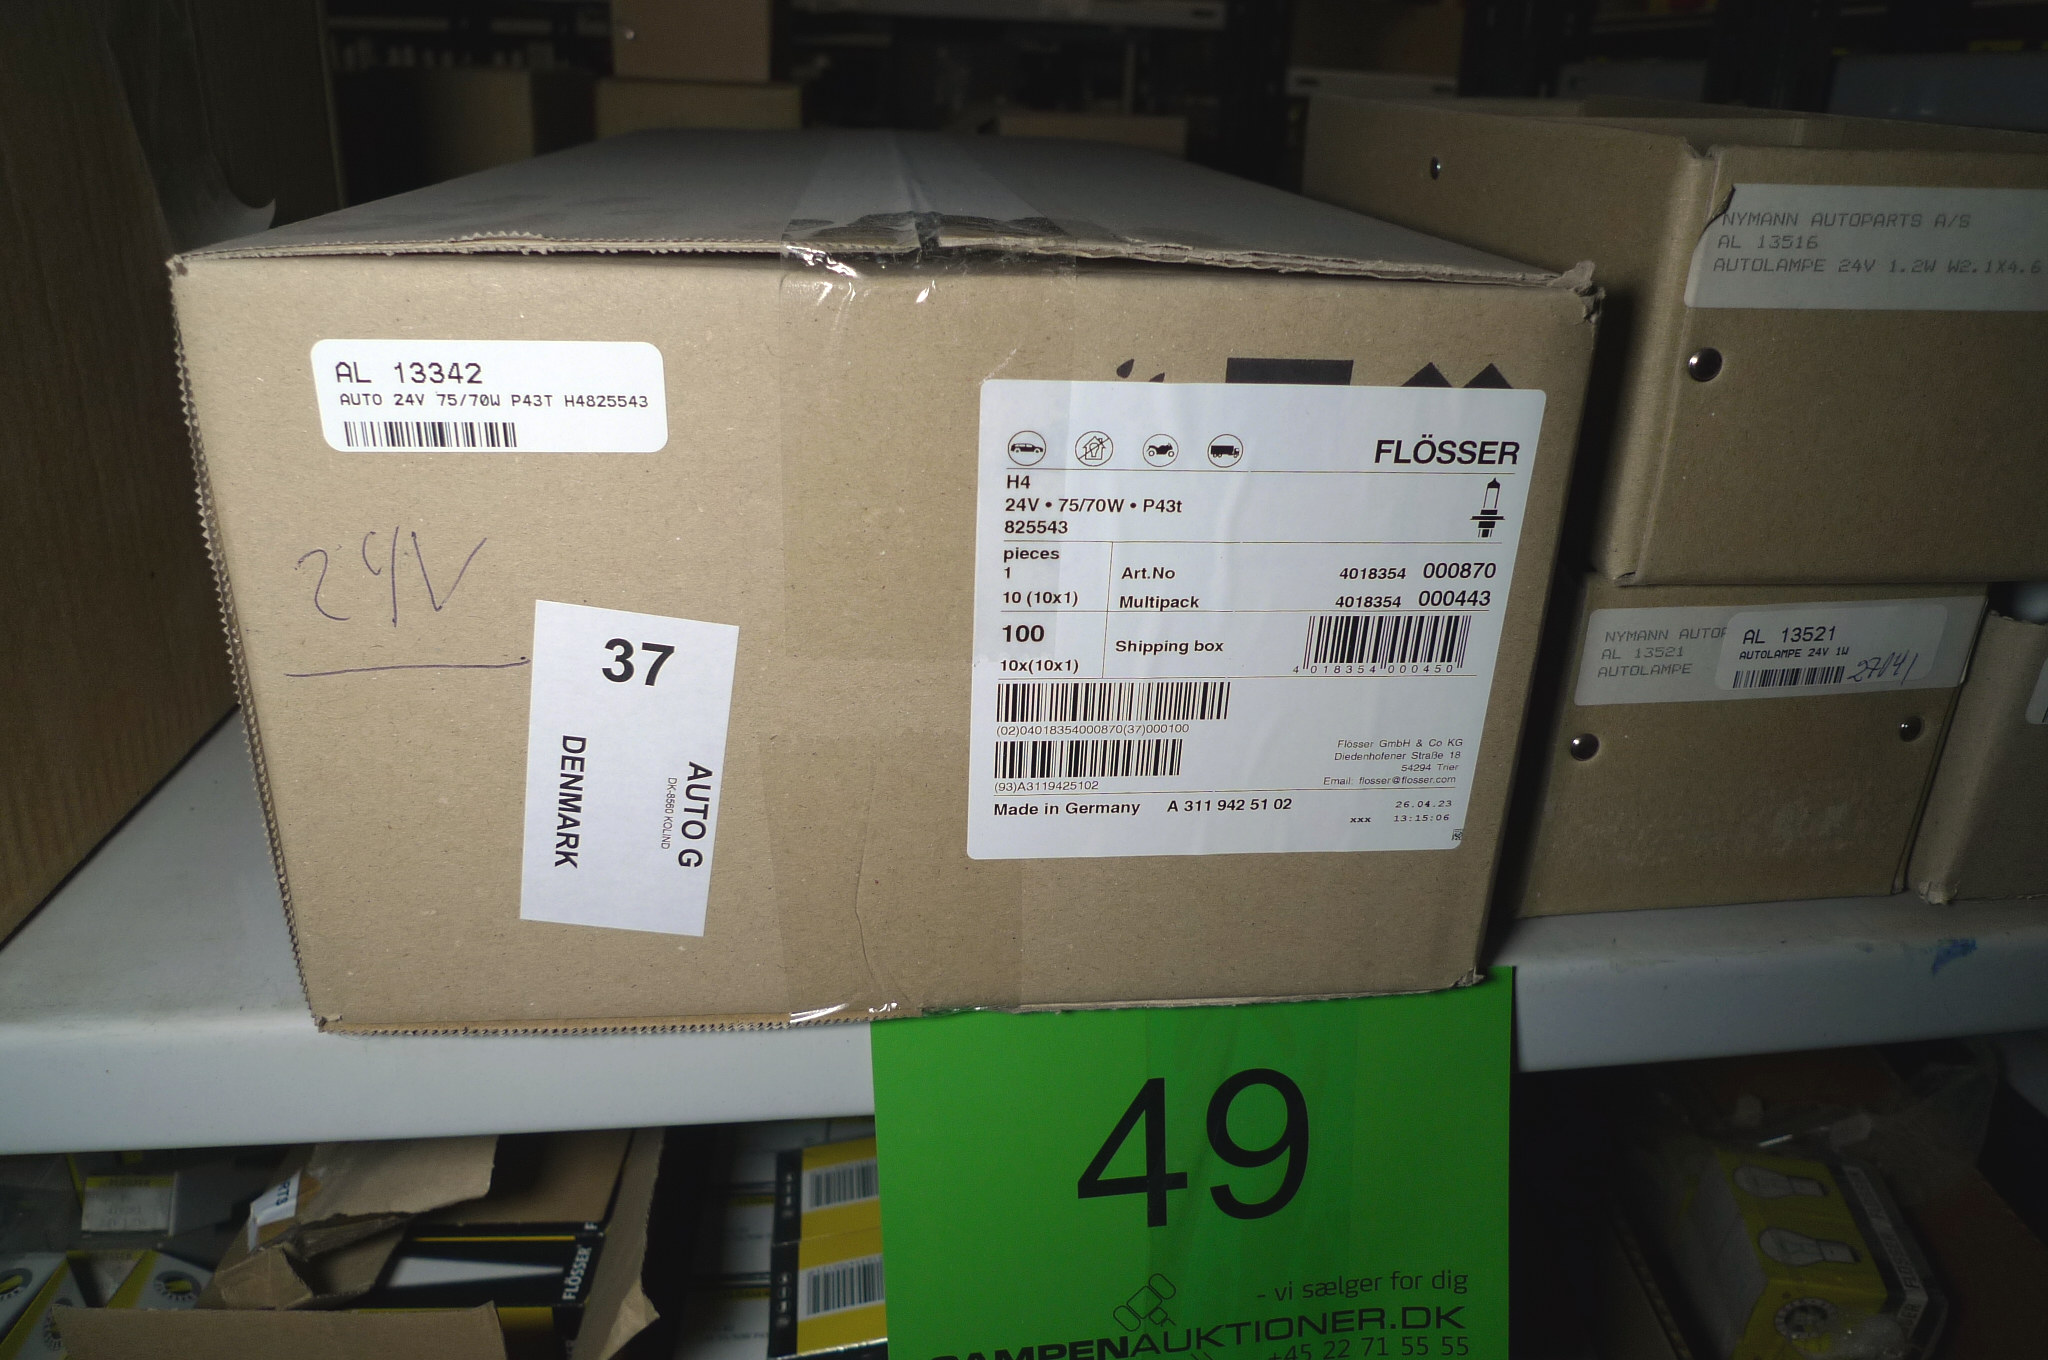 AL 13342
AUTO 24V 75/70W P43T H4825543
24V
37
AUTO G
DK-8560 KOLIND
DENMARK
FLÖSSER
H4
24V • 75/70W • P43t
825543
pieces
1
Art.No 4018354 000870
10 (10x1)
Multipack 4018354 000443
100
Shipping box
10x(10x1)
4 018354 000450
(02)04018354000870(37)000100
(93)A3119425102
Flösser GmbH & Co KG
Diedenhofener Straße 18
54294 Trier
Email: flosser@flosser.com
Made in Germany A 311 942 51 02
26.04.23
xxx 13:15:06
NYMANN AUTOPARTS A/S
AL 13516
AUTOLAMPE 24V 1.2W W2.1X4.6
NYMANN AUTOP
AL 13521
AUTOLAMPE
AL 13521
AUTOLAMPE 24V 1W
49
- vi sælger for dig
CAMPENAUKTIONER.DK
+45 22 71 55 55
FLÖSSER